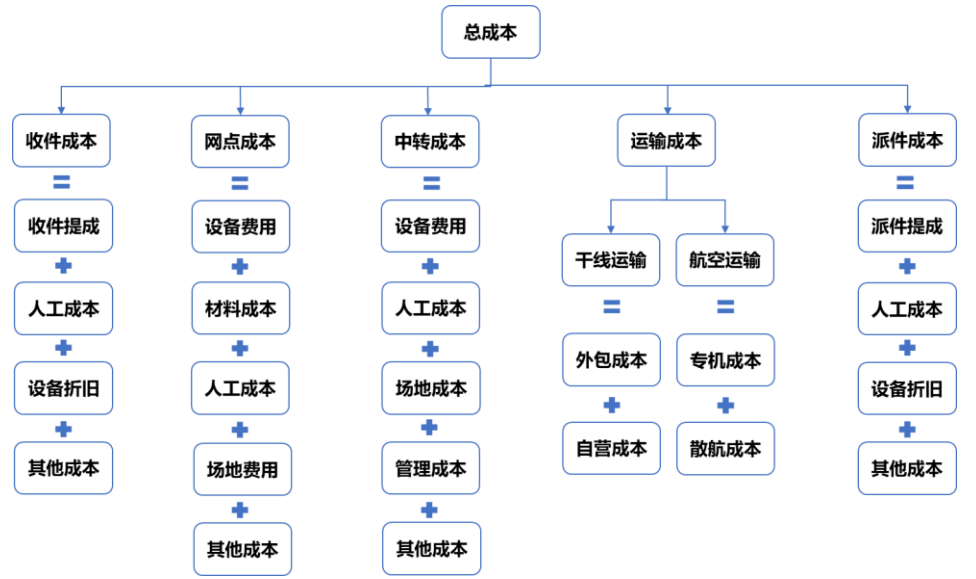 总成本
收件成本
网点成本
中转成本
运输成本
派件成本
=
=
=
=
收件提成
设备费用
设备费用
派件提成
干线运输
航空运输
+
+
+
+
人工成本
材料成本
人工成本
=
=
人工成本
+
+
+
+
外包成本
专机成本
设备折旧
人工成本
场地成本
设备折旧
+
+
+
+
+
+
其他成本
场地费用
管理成本
自营成本
散航成本
其他成本
+
+
其他成本
其他成本